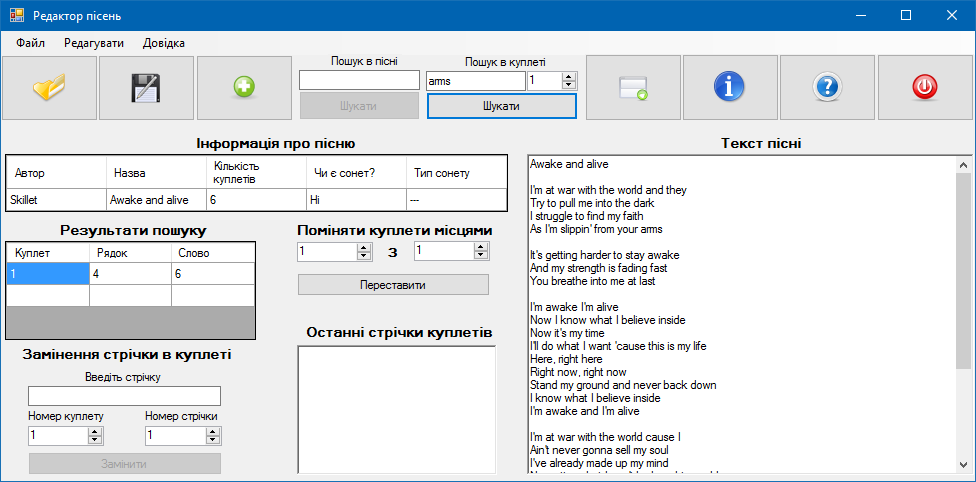 Редактор пісень
Файл Редагувати Довідка
Пошук в пісні
Шукати
Пошук в куплеті
arms 1
Шукати
Інформація про пісню
Автор Назва Кількість куплетів Чи є сонет? Тип сонету
Skillet Awake and alive 6 Ні ---
Результати пошуку
Куплет Рядок Слово
1 4 6
Поміняти куплети місцями
1 З 1
Переставити
Замінення стрічки в куплеті
Введіть стрічку
Номер куплету Номер стрічки
1 1
Замінити
Останні стрічки куплетів
Текст пісні
Awake and alive
I'm at war with the world and they
Try to pull me into the dark
I struggle to find my faith
As I'm slippin' from your arms
It's getting harder to stay awake
And my strength is fading fast
You breathe into me at last
I'm awake I'm alive
Now I know what I believe inside
Now it's my time
I'll do what I want 'cause this is my life
Here, right here
Right now, right now
Stand my ground and never back down
I know what I believe inside
I'm awake and I'm alive
I'm at war with the world cause I
Ain't never gonna sell my soul
I've already made up my mind